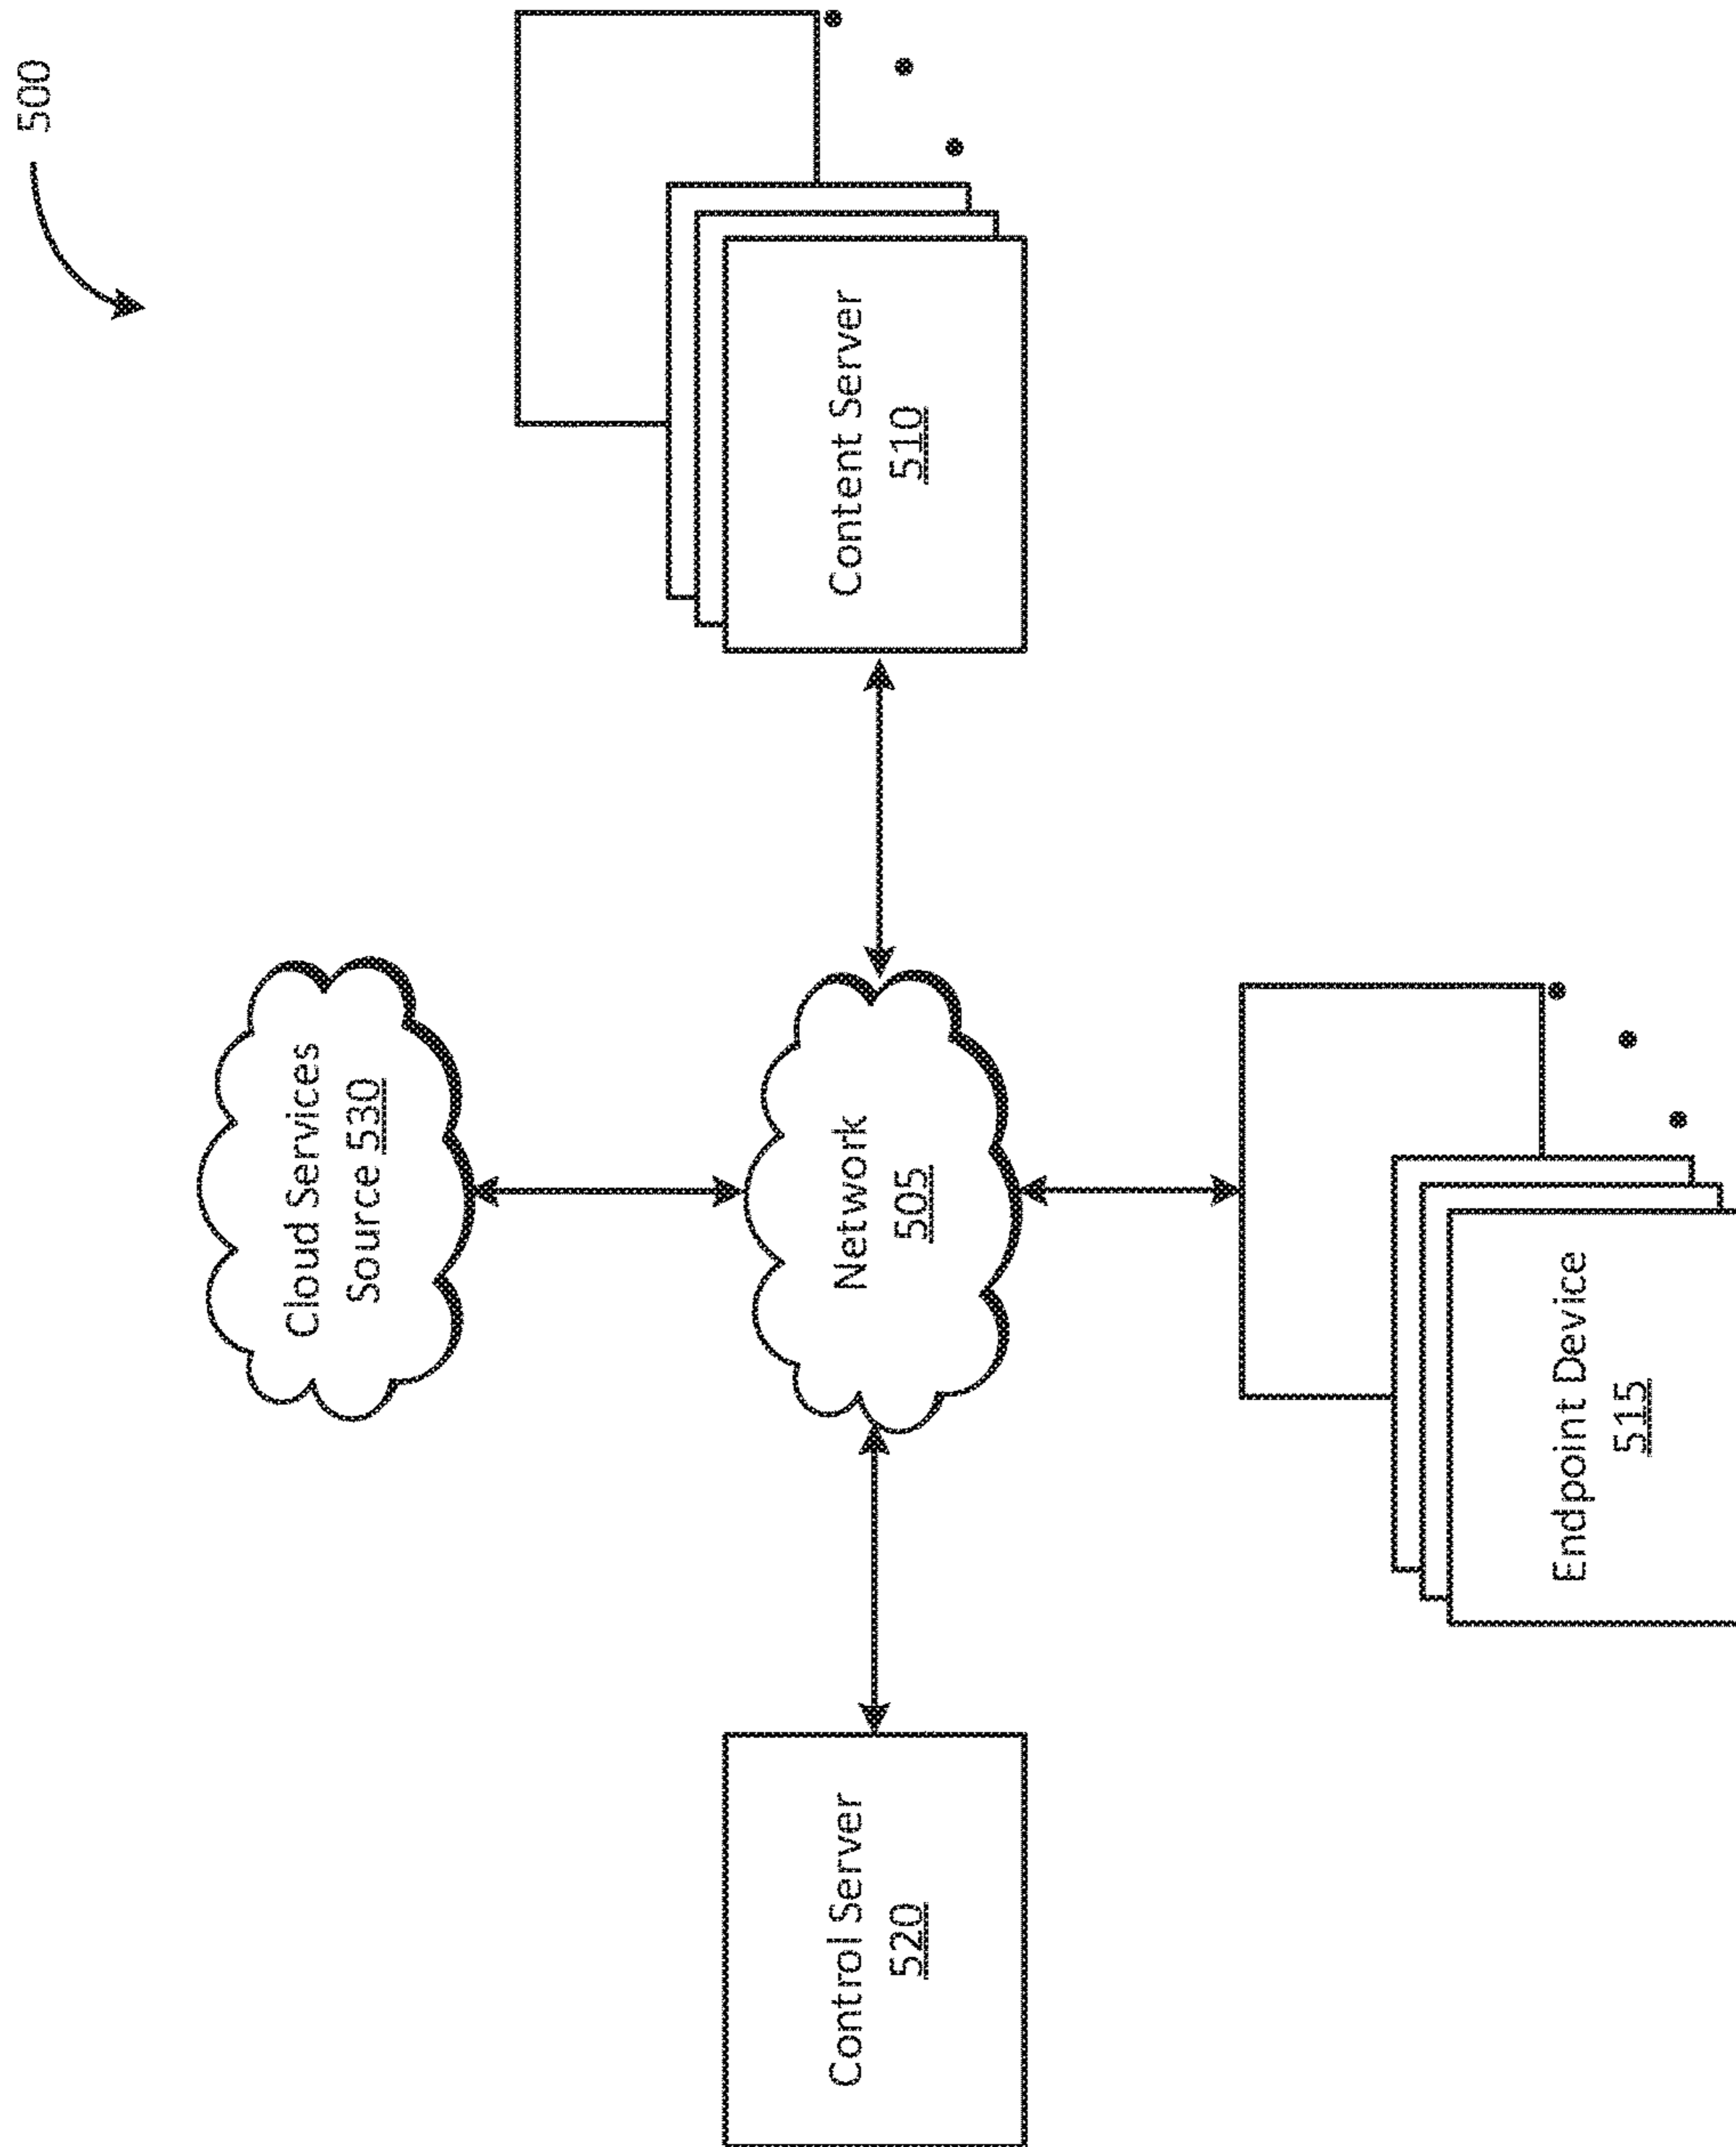 500
Cloud Services
Source 530
Control Server
520
Network
505
Content Server
510
Endpoint Device
515